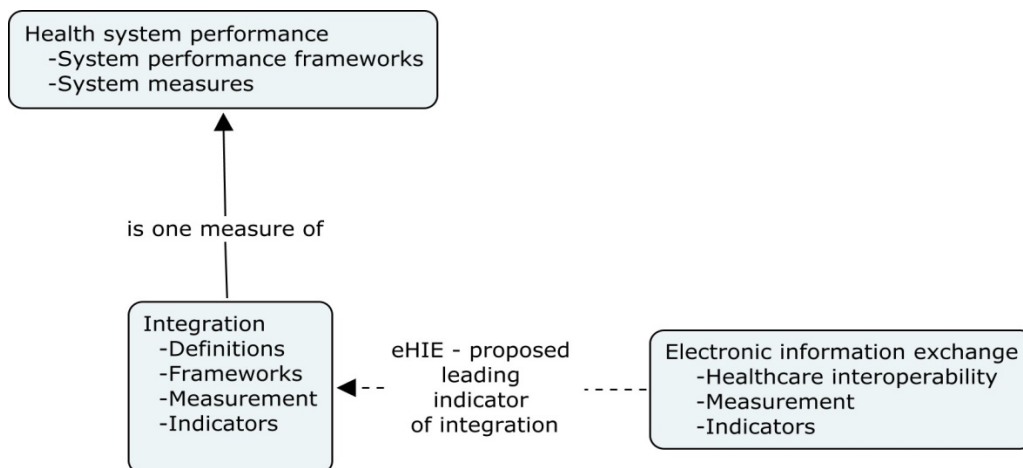 Health system performance
-System performance frameworks
-System measures
is one measure of
Integration
-Definitions
-Frameworks
-Measurement
-Indicators
eHIE - proposed
leading
indicator
of integration
Electronic information exchange
-Healthcare interoperability
-Measurement
-Indicators